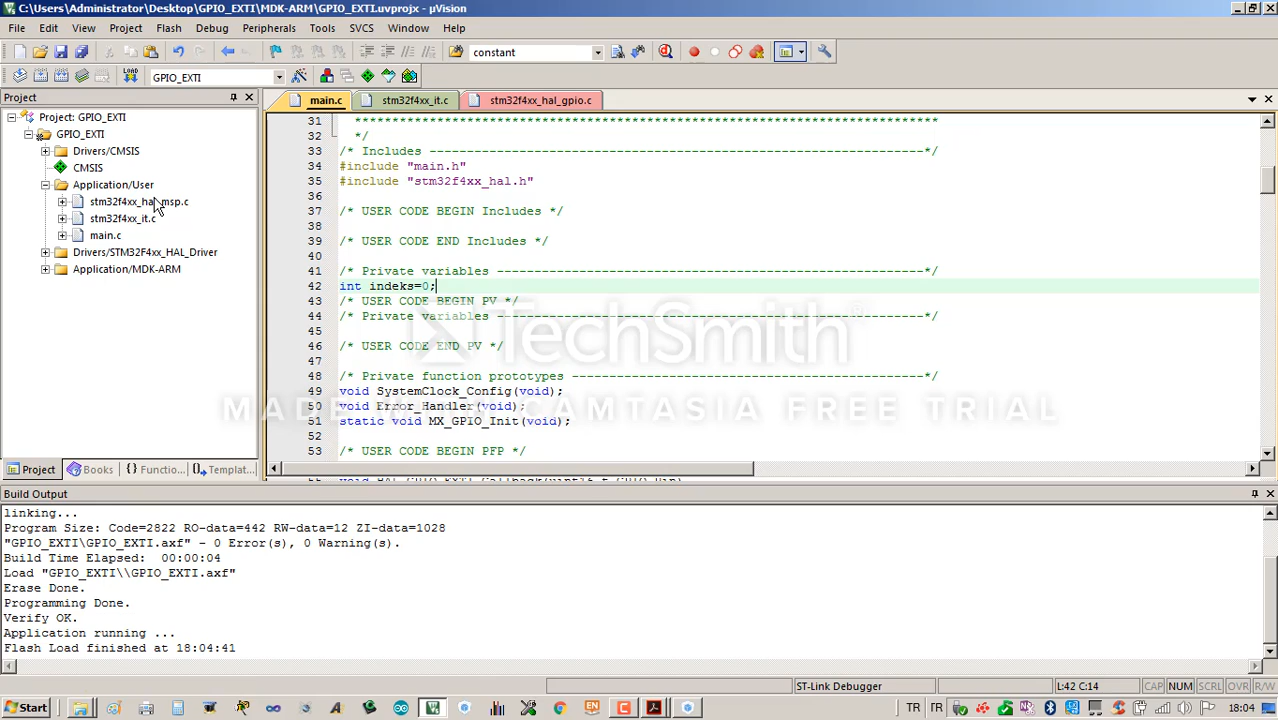 C:\Users\Administrator\Desktop\GPIO_EXTI\MDK-ARM\GPIO_EXTI.uvprojx - µVision
File Edit View Project Flash Debug Peripherals Tools SVCS Window Help
constant
GPIO_EXTI
Project
Project: GPIO_EXTI
GPIO_EXTI
Drivers/CMSIS
CMSIS
Application/User
stm32f4xx_hal_msp.c
stm32f4xx_it.c
main.c
Drivers/STM32F4xx_HAL_Driver
Application/MDK-ARM
Project Books Functio... Templat...
main.c stm32f4xx_it.c stm32f4xx_hal_gpio.c
31 ******************************************************************************
32 */
33 /* Includes ------------------------------------------------------------------*/
34 #include "main.h"
35 #include "stm32f4xx_hal.h"
36
37 /* USER CODE BEGIN Includes */
38
39 /* USER CODE END Includes */
40
41 /* Private variables ---------------------------------------------------------*/
42 int indeks=0;
43 /* USER CODE BEGIN PV */
44 /* Private variables ---------------------------------------------------------*/
45
46 /* USER CODE END PV */
47
48 /* Private function prototypes -----------------------------------------------*/
49 void SystemClock_Config(void);
50 void Error_Handler(void);
51 static void MX_GPIO_Init(void);
52
53 /* USER CODE BEGIN PFP */
TechSmith
MADE IN CAMTASIA FREE TRIAL
Build Output
linking...
Program Size: Code=2822 RO-data=442 RW-data=12 ZI-data=1028
"GPIO_EXTI\GPIO_EXTI.axf" - 0 Error(s), 0 Warning(s).
Build Time Elapsed:  00:00:04
Load "GPIO_EXTI\\GPIO_EXTI.axf"
Erase Done.
Programming Done.
Verify OK.
Application running ...
Flash Load finished at 18:04:41
ST-Link Debugger L:42 C:14 CAP NUM SCRL OVR R/W
Start EN TR FR 18:04